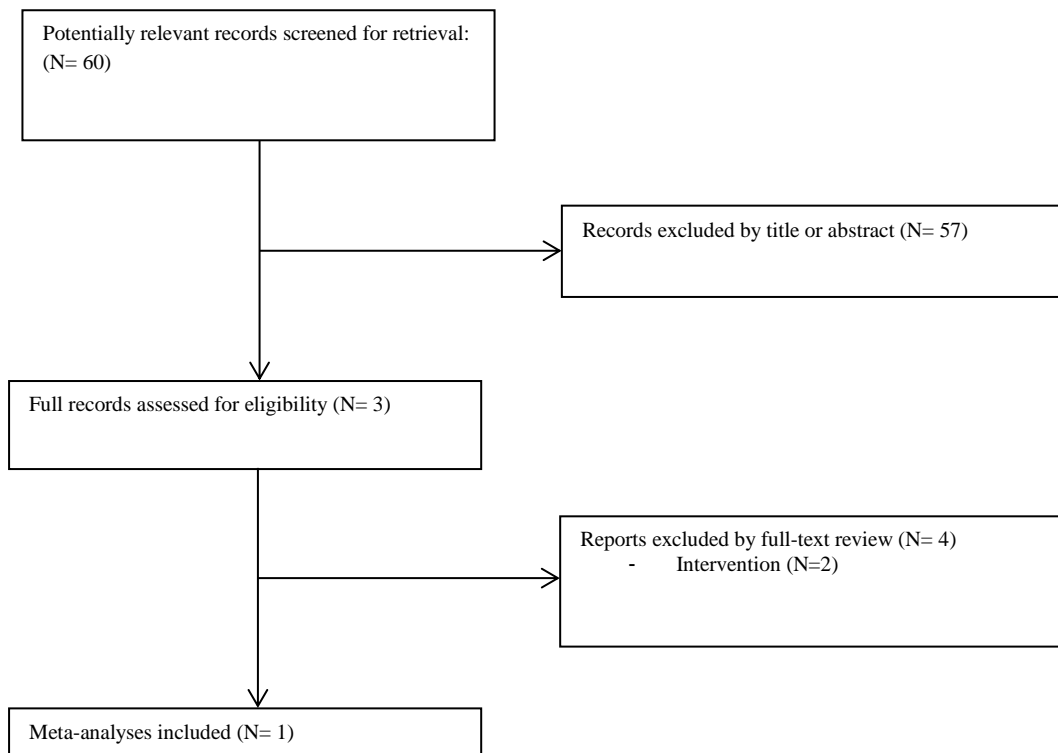 Potentially relevant records screened for retrieval:
(N= 60)
Records excluded by title or abstract (N= 57)
Full records assessed for eligibility (N= 3)
Reports excluded by full-text review (N= 4)
- Intervention (N=2)
Meta-analyses included (N= 1)